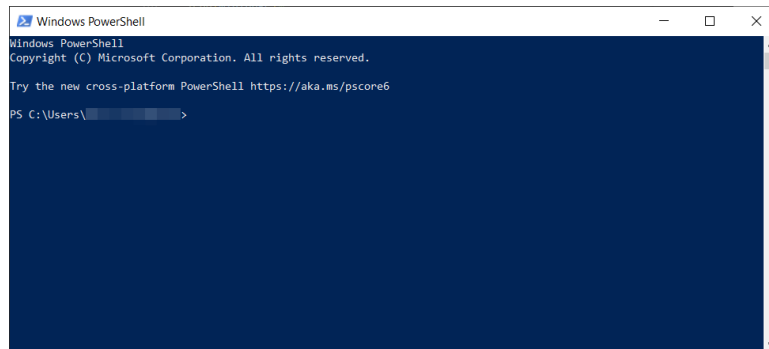 Windows PowerShell
Windows PowerShell
Copyright (C) Microsoft Corporation. All rights reserved.
Try the new cross-platform PowerShell https://aka.ms/pscore6
PS C:\Users\ >